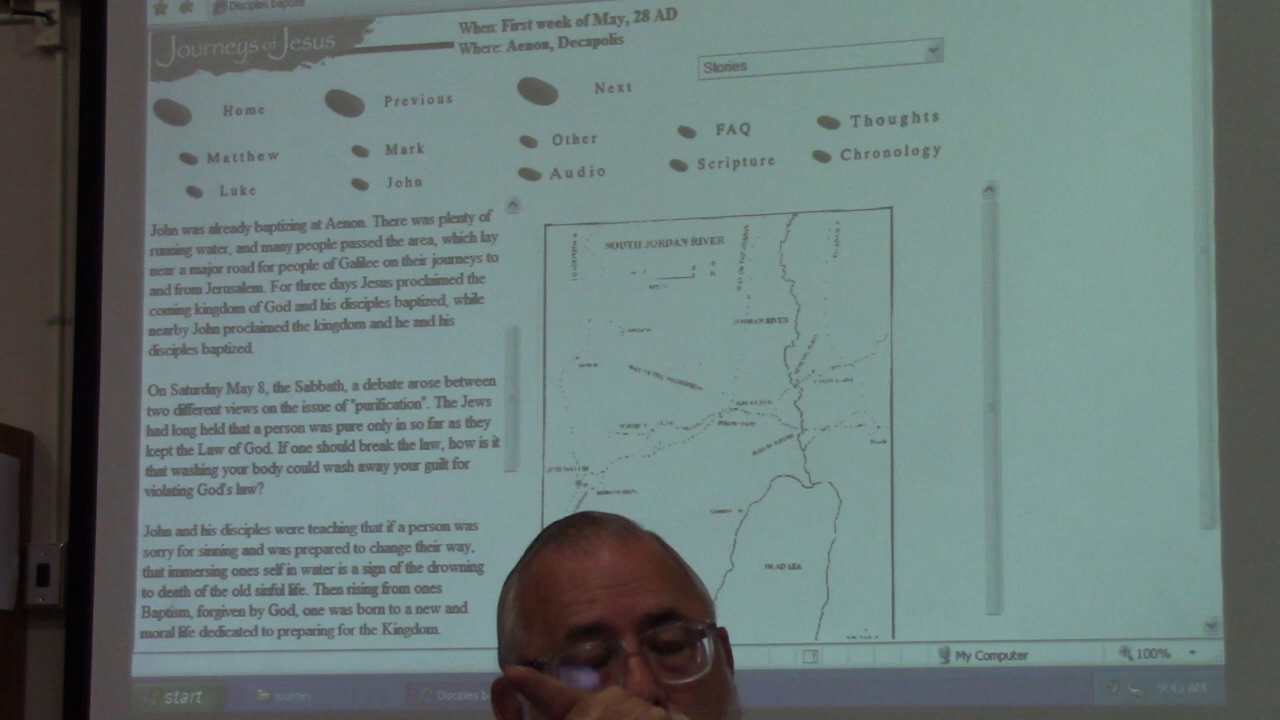 Disciples baptize
When: First week of May, 28 AD
Where: Aenon, Decapolis
Journeys of Jesus
Stories
Home
Previous
Next
Matthew
Mark
Other
FAQ
Thoughts
Luke
John
Audio
Scripture
Chronology
John was already baptizing at Aenon. There was plenty of
running water, and many people passed the area, which lay
near a major road for people of Galilee on their journeys to
and from Jerusalem. For three days Jesus proclaimed the
coming kingdom of God and his disciples baptized, while
nearby John proclaimed the kingdom and he and his
disciples baptized.
On Saturday May 8, the Sabbath, a debate arose between
two different views on the issue of "purification". The Jews
had long held that a person was pure only in so far as they
kept the Law of God. If one should break the law, how is it
that washing your body could wash away your guilt for
violating God's law?
John and his disciples were teaching that if a person was
sorry for sinning and was prepared to change their way,
that immersing ones self in water is a sign of the drowning
to death of the old sinful life. Then rising from ones
Baptism, forgiven by God, one was born to a new and
moral life dedicated to preparing for the Kingdom.
SOUTH JORDAN RIVER
JORDAN RIVER
DEAD SEA
My Computer
100%
start
journey
Disciples b
9:43 AM